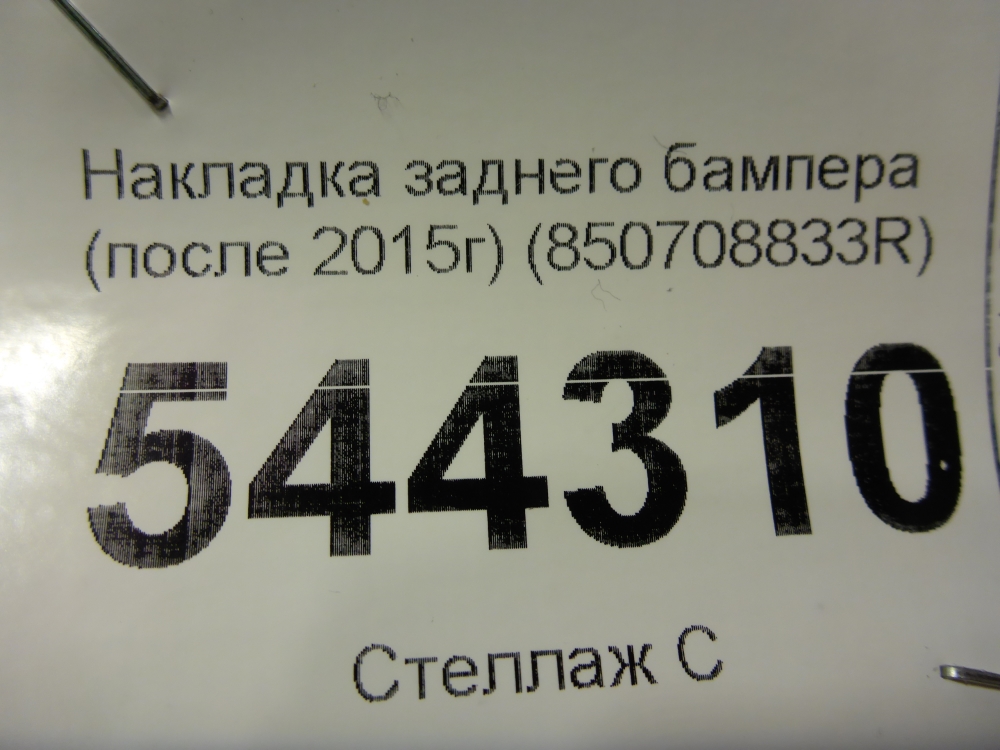 Накладка заднего бампера
(после 2015г) (850708833R)
544310
Стеллаж С